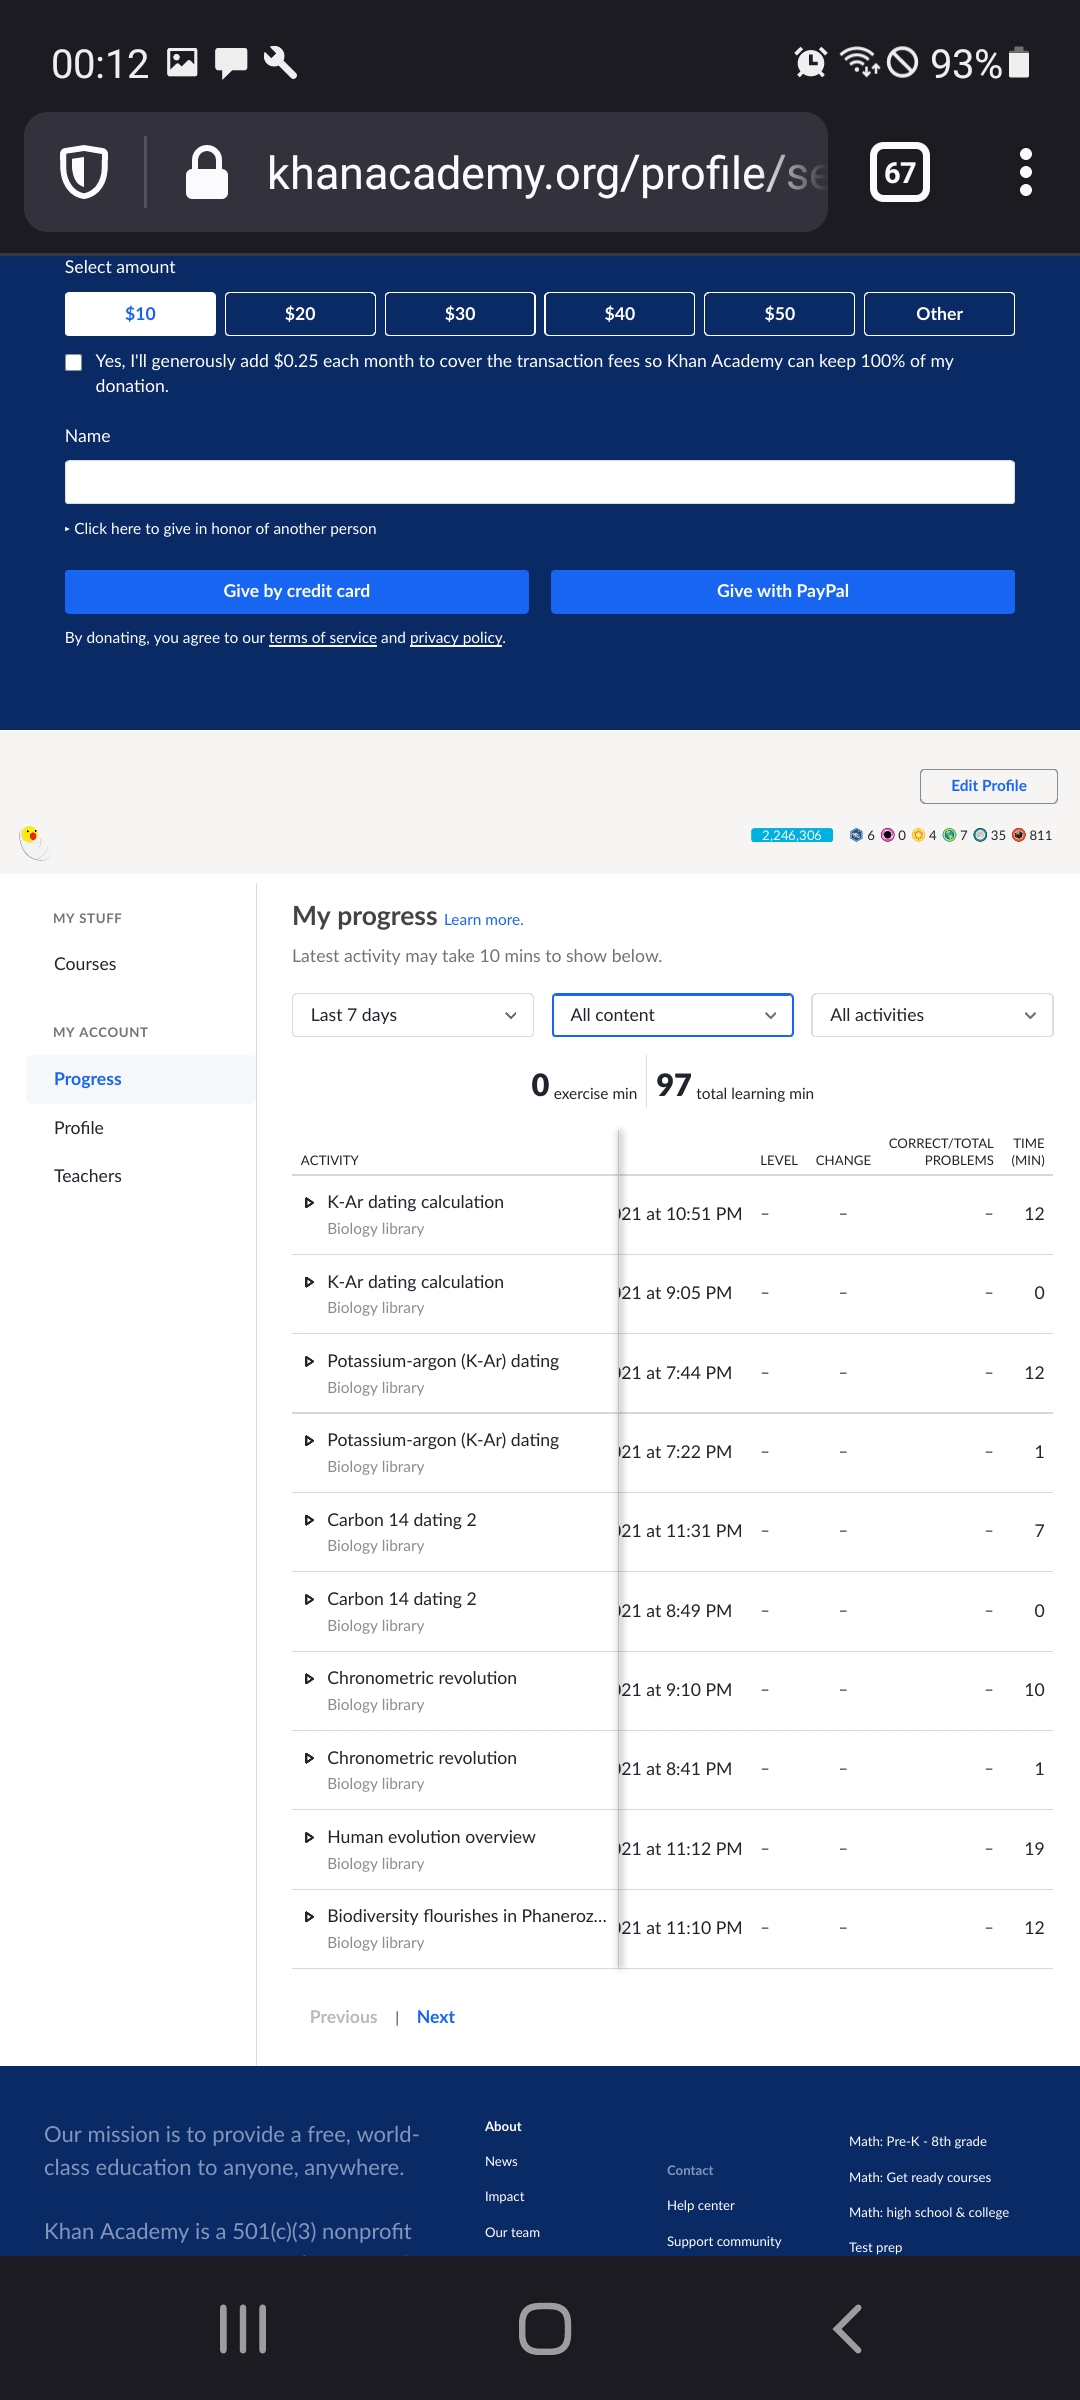 00:12
93%
khanacademy.org/profile/se
67
Select amount
$10 $20 $30 $40 $50 Other
Yes, I'll generously add $0.25 each month to cover the transaction fees so Khan Academy can keep 100% of my
donation.
Name
Click here to give in honor of another person
Give by credit card Give with PayPal
By donating, you agree to our terms of service and privacy policy.
Edit Profile
2,246,306 6 0 4 7 35 811
MY STUFF
Courses
MY ACCOUNT
Progress
Profile
Teachers
My progress Learn more.
Latest activity may take 10 mins to show below.
Last 7 days All content All activities
0 exercise min 97 total learning min
ACTIVITY LEVEL CHANGE CORRECT/TOTAL PROBLEMS TIME (MIN)
K-Ar dating calculation
Biology library
21 at 10:51 PM – – – 12
K-Ar dating calculation
Biology library
21 at 9:05 PM – – – 0
Potassium-argon (K-Ar) dating
Biology library
21 at 7:44 PM – – – 12
Potassium-argon (K-Ar) dating
Biology library
21 at 7:22 PM – – – 1
Carbon 14 dating 2
Biology library
21 at 11:31 PM – – – 7
Carbon 14 dating 2
Biology library
21 at 8:49 PM – – – 0
Chronometric revolution
Biology library
21 at 9:10 PM – – – 10
Chronometric revolution
Biology library
21 at 8:41 PM – – – 1
Human evolution overview
Biology library
21 at 11:12 PM – – – 19
Biodiversity flourishes in Phaneroz...
Biology library
21 at 11:10 PM – – – 12
Previous | Next
Our mission is to provide a free, world-
class education to anyone, anywhere.
Khan Academy is a 501(c)(3) nonprofit
About
News
Impact
Our team
Contact
Help center
Support community
Math: Pre-K - 8th grade
Math: Get ready courses
Math: high school & college
Test prep